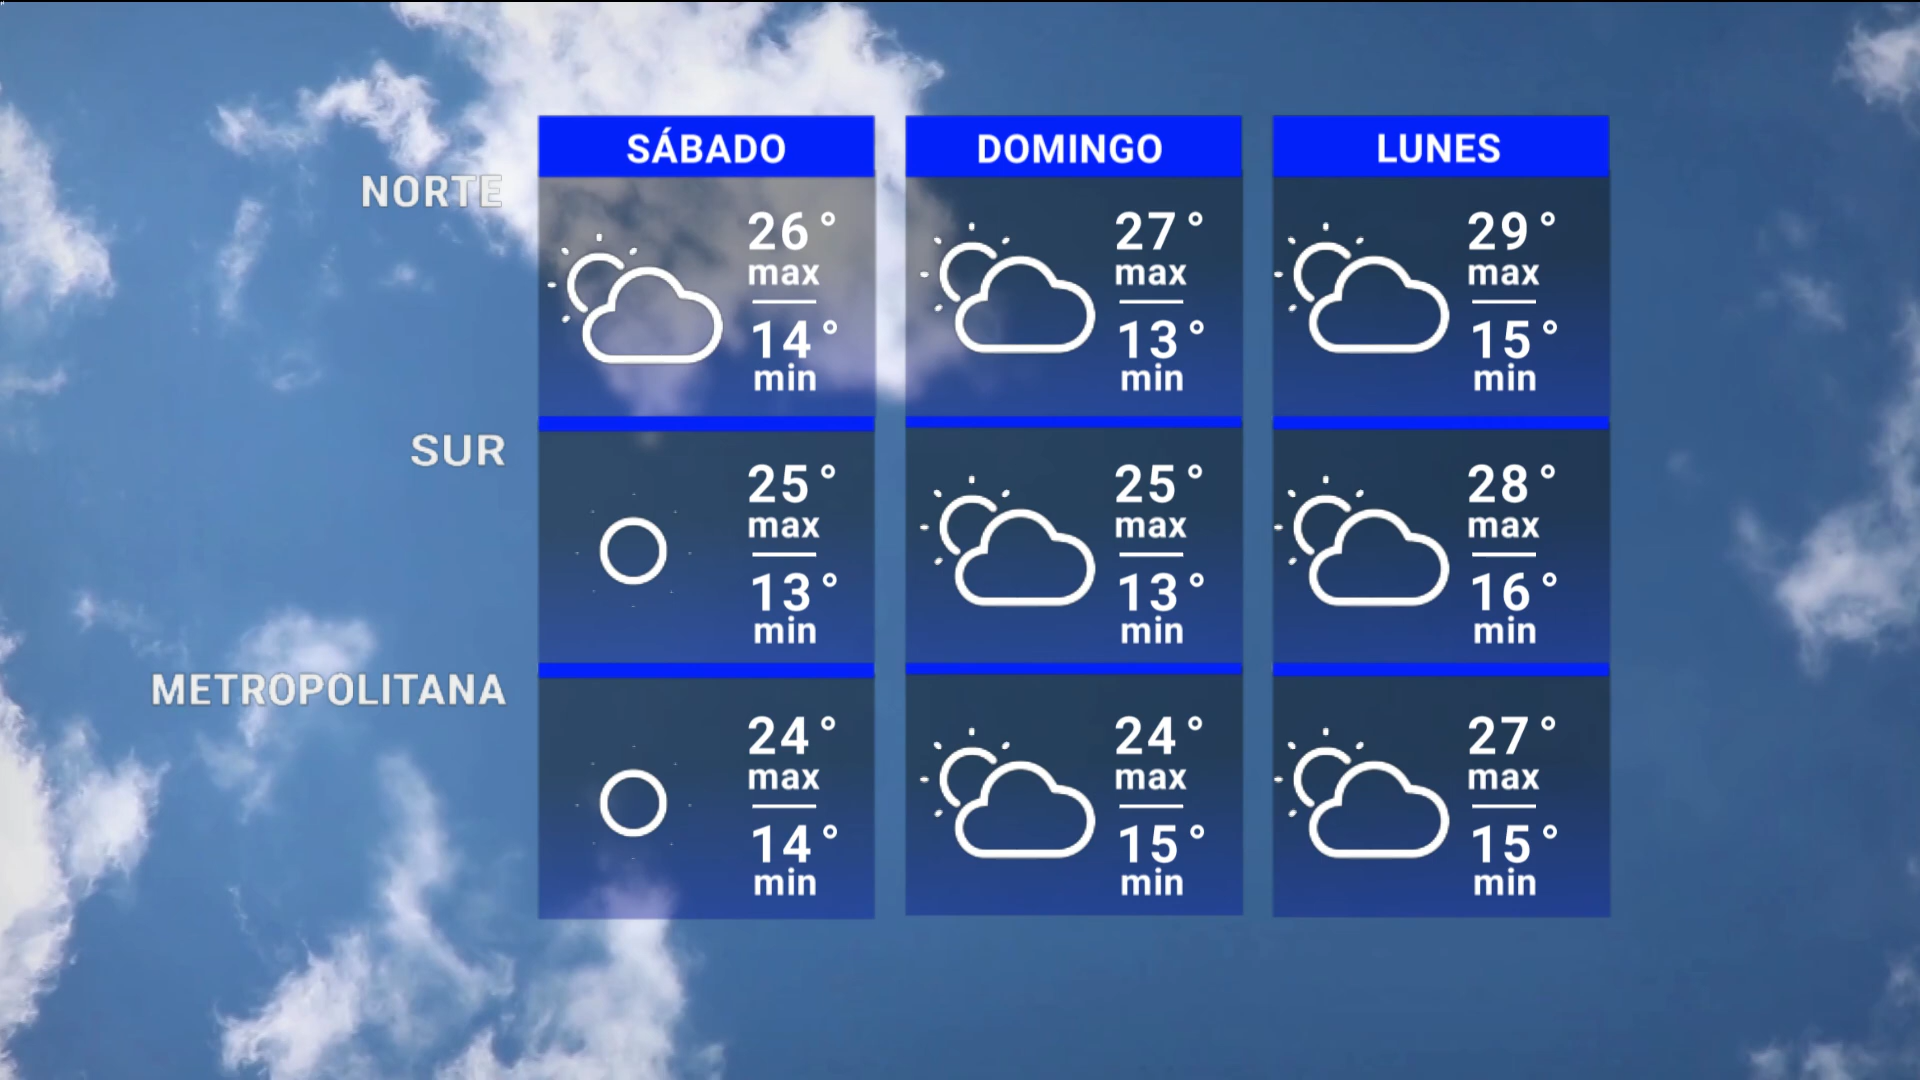 SÁBADO DOMINGO LUNES
NORTE
26° 27° 29°
max max max
14° 13° 15°
min min min
SUR
25° 25° 28°
max max max
13° 13° 16°
min min min
METROPOLITANA
24° 24° 27°
max max max
14° 15° 15°
min min min